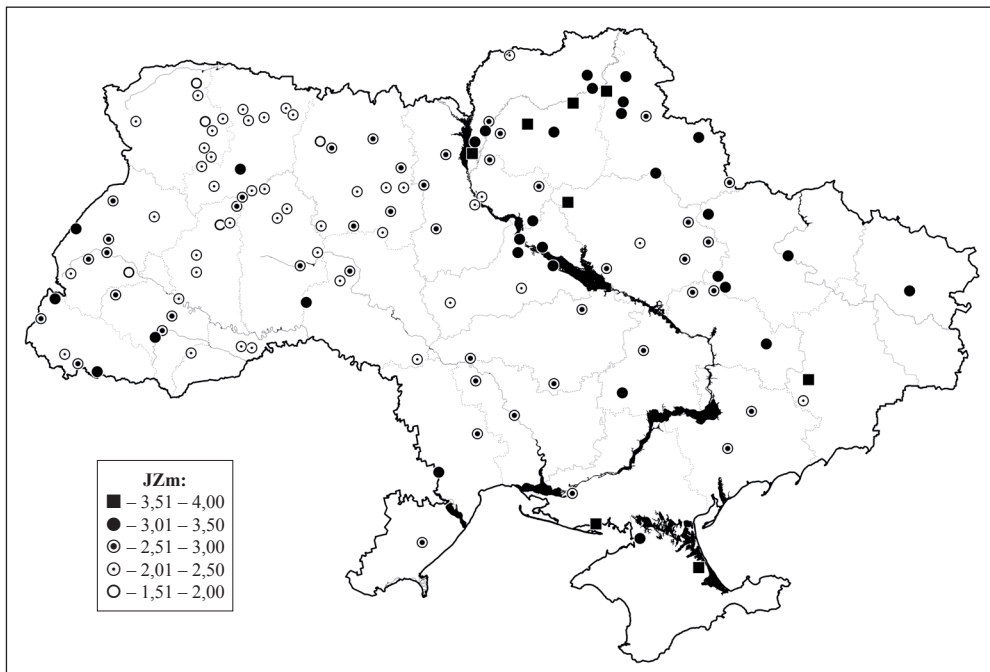 JZm:
– 3,51 – 4,00
– 3,01 – 3,50
– 2,51 – 3,00
– 2,01 – 2,50
– 1,51 – 2,00